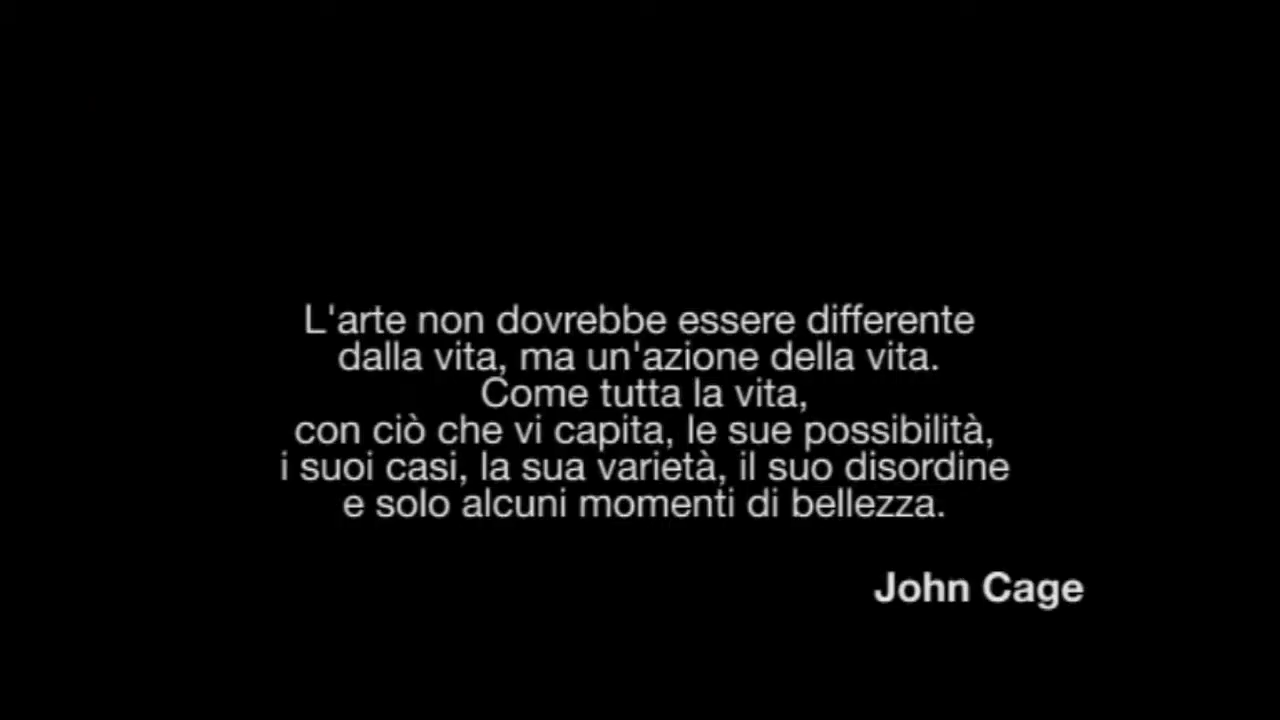 L'arte non dovrebbe essere differente
dalla vita, ma un'azione della vita.
Come tutta la vita,
con ciò che vi capita, le sue possibilità,
i suoi casi, la sua varietà, il suo disordine
e solo alcuni momenti di bellezza.
John Cage